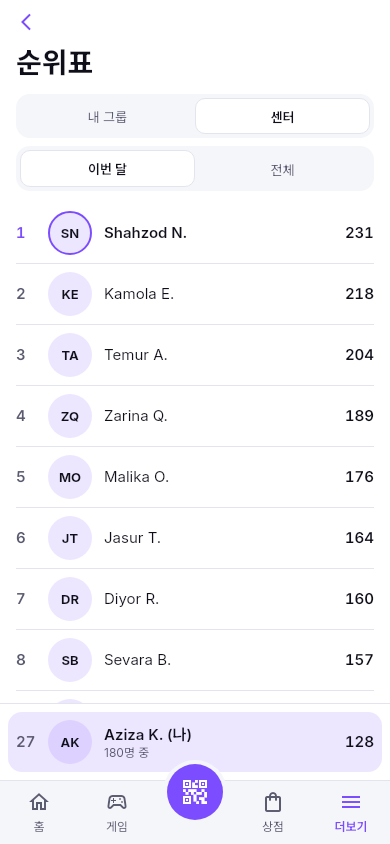 순위표
내 그룹 센터
이번 달 전체
1 SN Shahzod N. 231
2 KE Kamola E. 218
3 TA Temur A. 204
4 ZQ Zarina Q. 189
5 MO Malika O. 176
6 JT Jasur T. 164
7 DR Diyor R. 160
8 SB Sevara B. 157
27 AK Aziza K. (나) 128
180명 중
홈 게임 상점 더보기